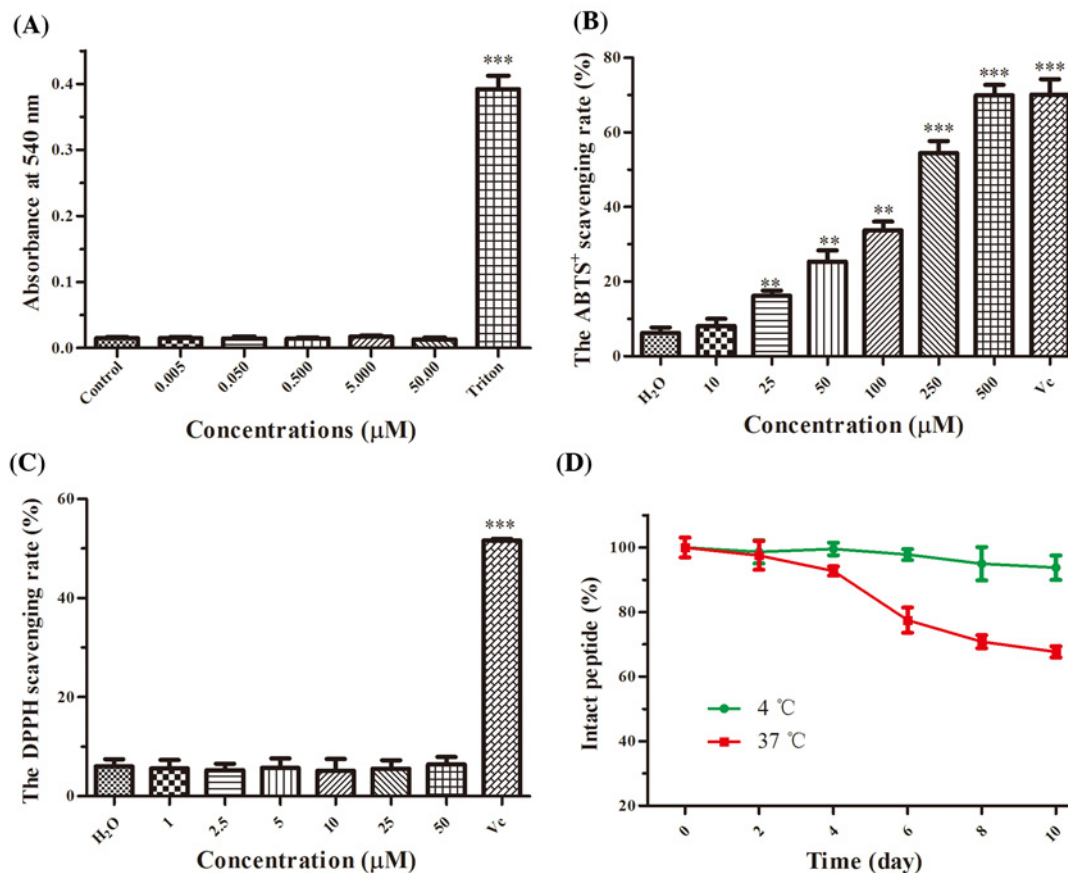 (A)
Absorbance at 540 nm
0.4
0.3
0.2
0.1
0.0
Control
0.005
0.050
0.500
5.000
50.00
Triton
***
Concentrations (μM)
(B)
The ABTS⁺ scavenging rate (%)
80
60
40
20
0
H₂O
10
25
50
100
250
500
Vc
**
**
**
***
***
***
Concentration (μM)
(C)
The DPPH scavenging rate (%)
60
40
20
0
H₂O
1
2.5
5
10
25
50
Vc
***
Concentration (μM)
(D)
Intact peptide (%)
100
80
60
40
20
0
2
4
6
8
10
4 ℃
37 ℃
Time (day)